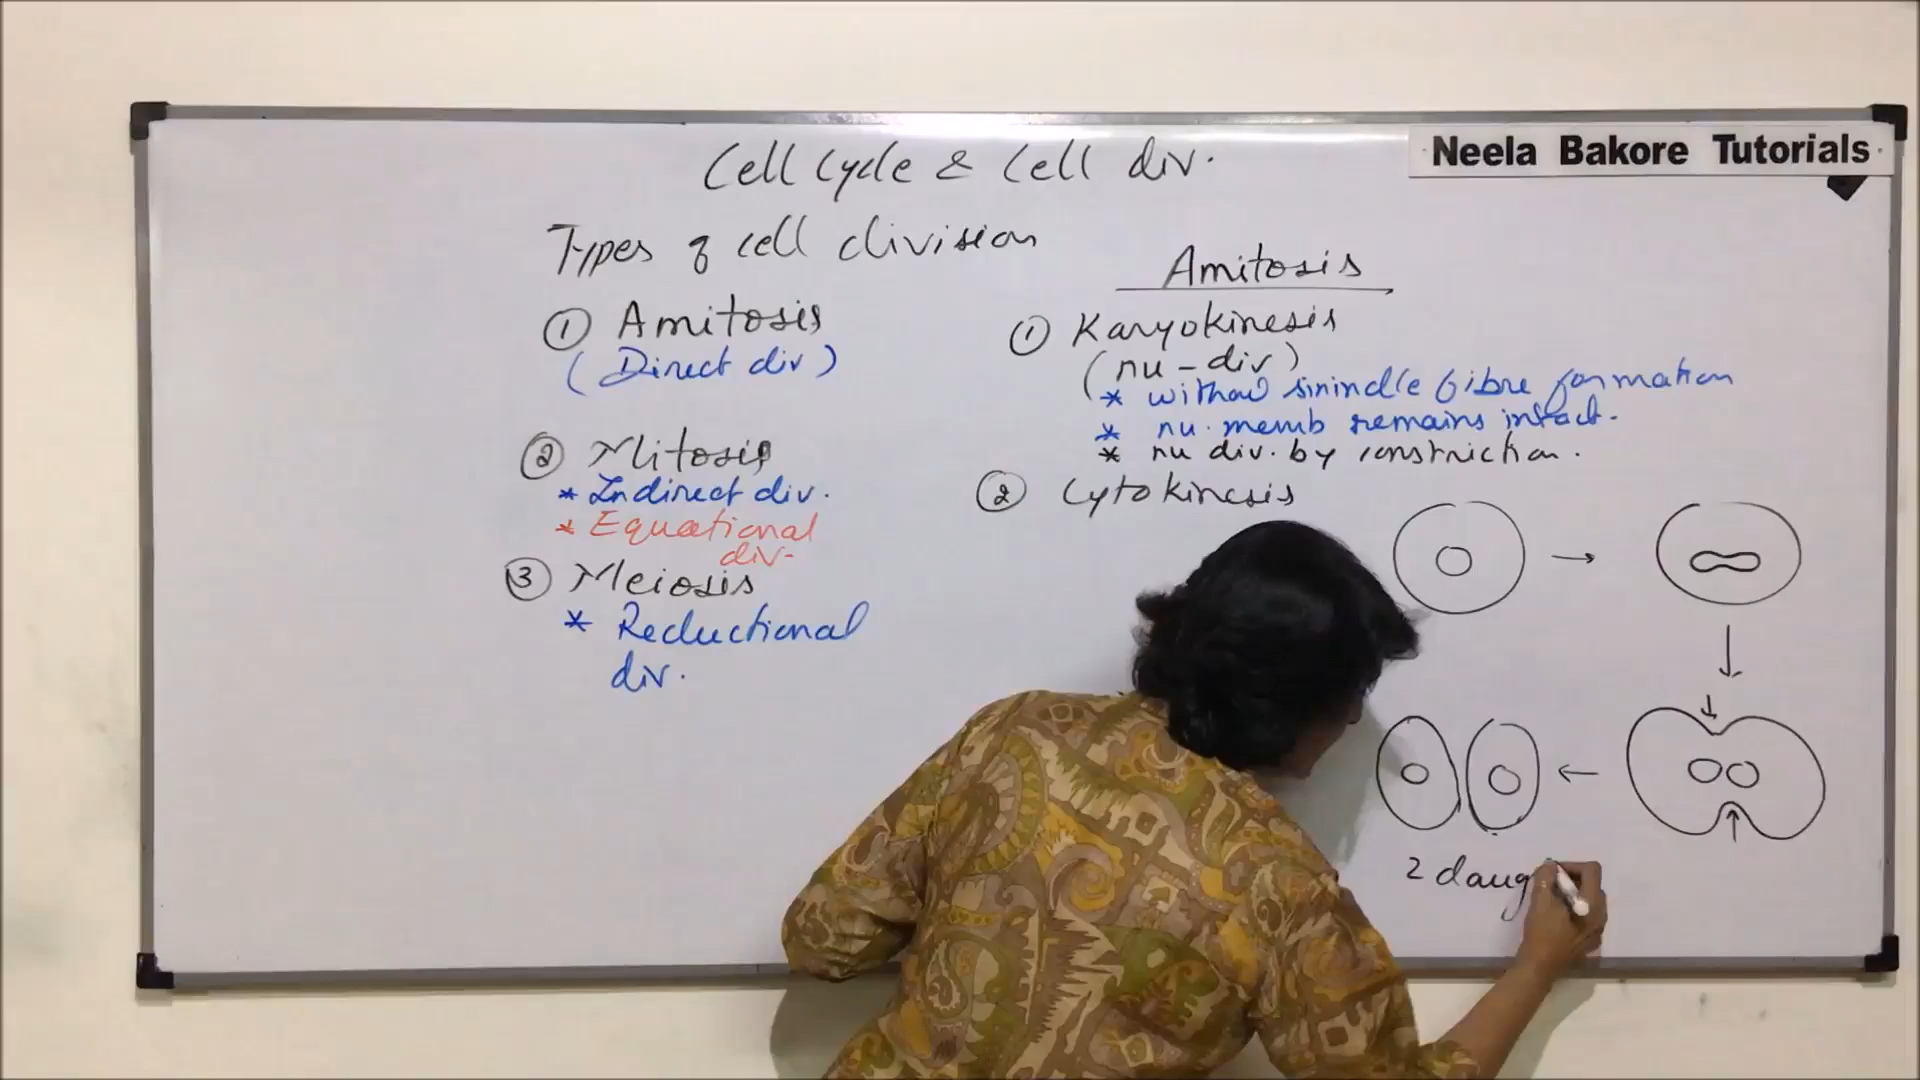 Neela Bakore Tutorials
Cell Cycle & Cell div.
Types of cell division
① Amitosis
(Direct div)
② Mitosis
* Indirect div.
* Equational
div-
③ Meiosis
* Reductional
div.
Amitosis
① Karyokinesis
(nu-div)
* withou sinindle fibre formation
* nu. memb remains intact.
* nu div. by constriction.
② Cytokinesis
2 daug